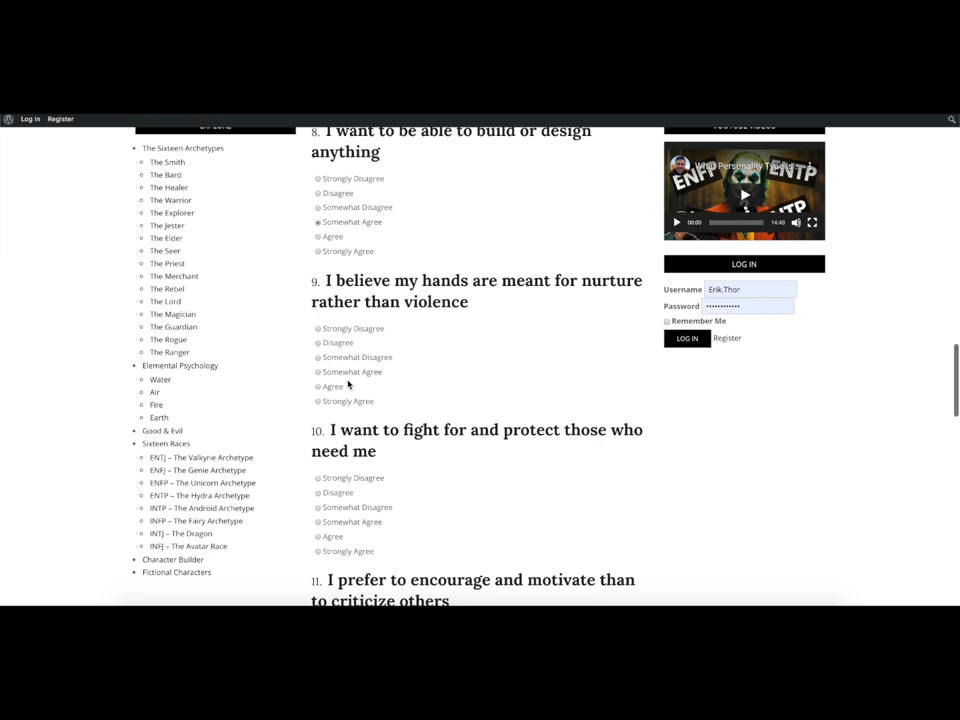 Log In Register
EXPLORE
The Sixteen Archetypes
The Smith
The Bard
The Healer
The Warrior
The Explorer
The Jester
The Elder
The Seer
The Priest
The Merchant
The Rebel
The Lord
The Magician
The Guardian
The Rogue
The Ranger
Elemental Psychology
Water
Air
Fire
Earth
Good & Evil
Sixteen Races
ENTJ – The Valkyrie Archetype
ENFJ – The Genie Archetype
ENFP – The Unicorn Archetype
ENTP – The Hydra Archetype
INTP – The Android Archetype
INFP – The Fairy Archetype
INTJ – The Dragon
INFJ – The Avatar Race
Character Builder
Fictional Characters
8. I want to be able to build or design
anything
Strongly Disagree
Disagree
Somewhat Disagree
Somewhat Agree
Agree
Strongly Agree
9. I believe my hands are meant for nurture
rather than violence
Strongly Disagree
Disagree
Somewhat Disagree
Somewhat Agree
Agree
Strongly Agree
10. I want to fight for and protect those who
need me
Strongly Disagree
Disagree
Somewhat Disagree
Somewhat Agree
Agree
Strongly Agree
11. I prefer to encourage and motivate than
to criticize others
YOUTUBE VIDEOS
What Personality Type is
ENFP ENTP
00:00 14:40
LOG IN
Username Erik.Thor
Password ••••••••••••
Remember Me
LOG IN Register